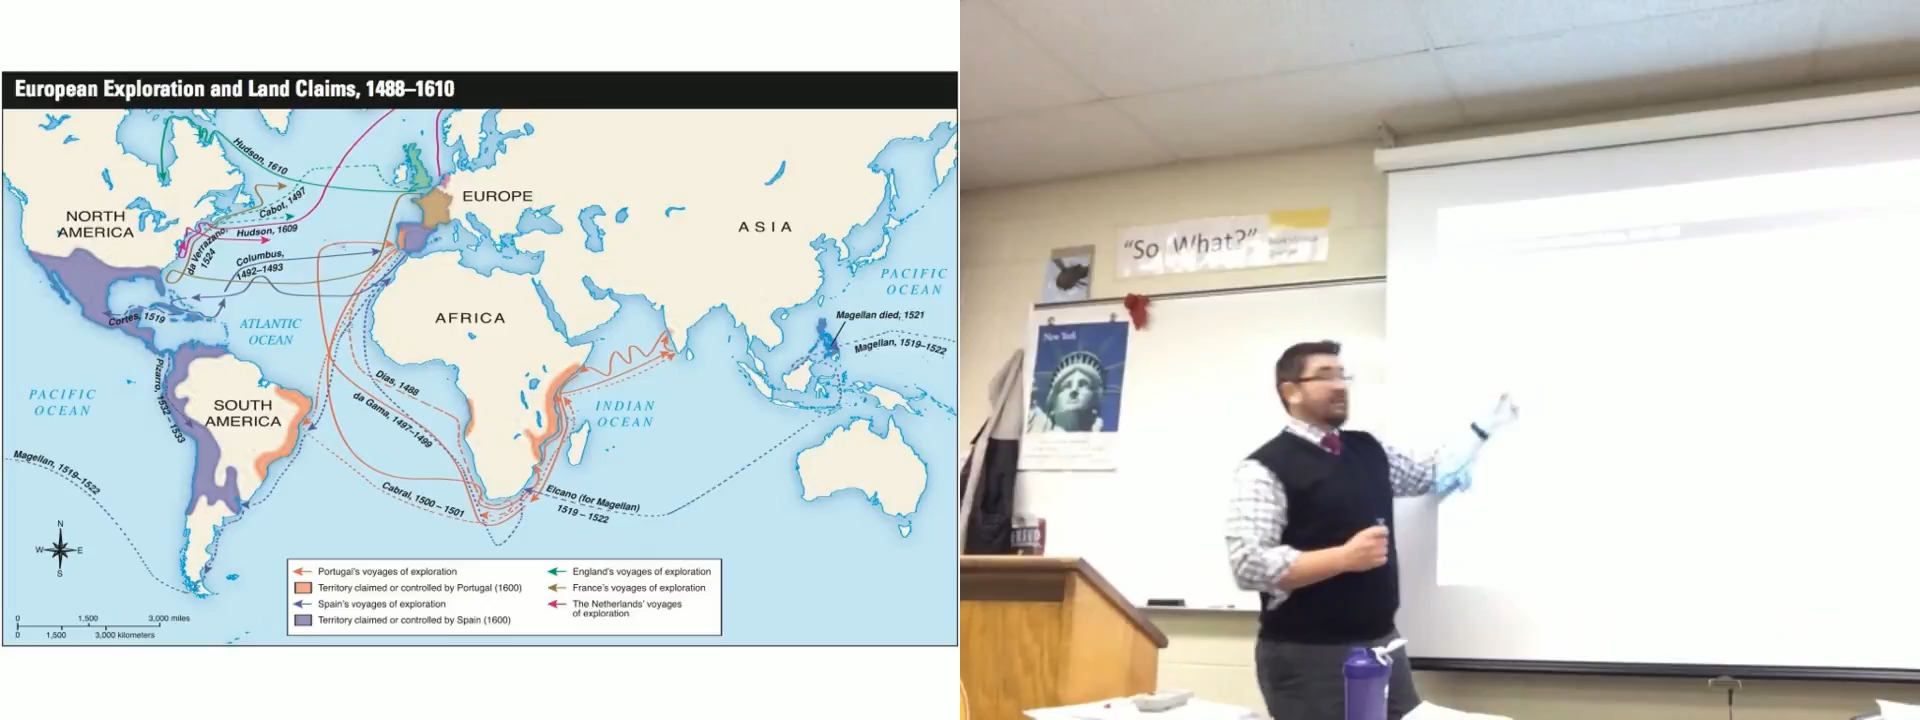 European Exploration and Land Claims, 1488–1610
Hudson, 1610
Cabot, 1497
Hudson, 1609
da Verrazano,
1524
Columbus,
1492–1493
Cortés, 1519
Pizarro, 1532–1533
NORTH
AMERICA
EUROPE
ASIA
AFRICA
SOUTH
AMERICA
ATLANTIC
OCEAN
PACIFIC
OCEAN
PACIFIC
OCEAN
INDIAN
OCEAN
Magellan died, 1521
Magellan, 1519–1522
Dias, 1488
da Gama, 1497–1499
Cabral, 1500 – 1501
Elcano (for Magellan)
1519 – 1522
Magellan, 1519–1522
N
W
E
S
0
1,500
3,000 miles
0
1,500
3,000 kilometers
Portugal's voyages of exploration
Territory claimed or controlled by Portugal (1600)
Spain's voyages of exploration
Territory claimed or controlled by Spain (1600)
England's voyages of exploration
France's voyages of exploration
The Netherlands' voyages
of exploration
“So What?”
New York